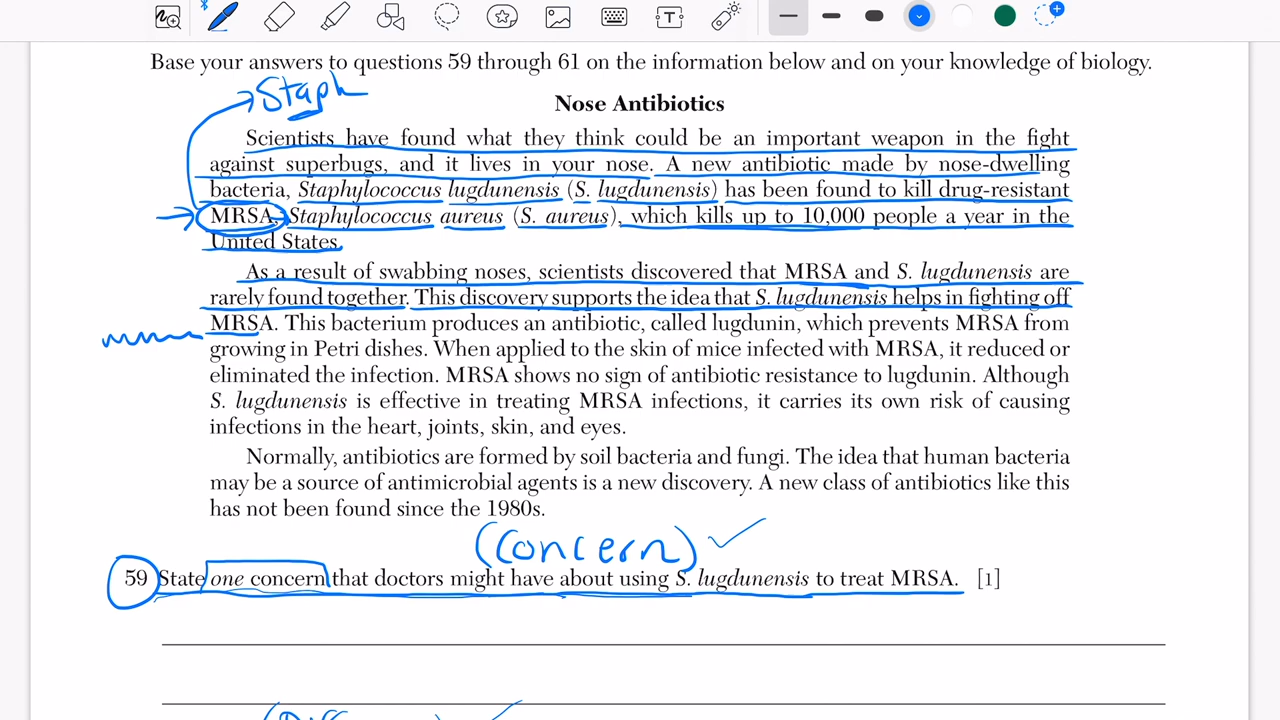 Base your answers to questions 59 through 61 on the information below and on your knowledge of biology.
Staph
Nose Antibiotics
Scientists have found what they think could be an important weapon in the fight
against superbugs, and it lives in your nose. A new antibiotic made by nose-dwelling
bacteria, Staphylococcus lugdunensis (S. lugdunensis) has been found to kill drug-resistant
MRSA, Staphylococcus aureus (S. aureus), which kills up to 10,000 people a year in the
United States.
As a result of swabbing noses, scientists discovered that MRSA and S. lugdunensis are
rarely found together. This discovery supports the idea that S. lugdunensis helps in fighting off
MRSA. This bacterium produces an antibiotic, called lugdunin, which prevents MRSA from
growing in Petri dishes. When applied to the skin of mice infected with MRSA, it reduced or
eliminated the infection. MRSA shows no sign of antibiotic resistance to lugdunin. Although
S. lugdunensis is effective in treating MRSA infections, it carries its own risk of causing
infections in the heart, joints, skin, and eyes.
Normally, antibiotics are formed by soil bacteria and fungi. The idea that human bacteria
may be a source of antimicrobial agents is a new discovery. A new class of antibiotics like this
has not been found since the 1980s.
(Concern)
59 State one concern that doctors might have about using S. lugdunensis to treat MRSA. [1]